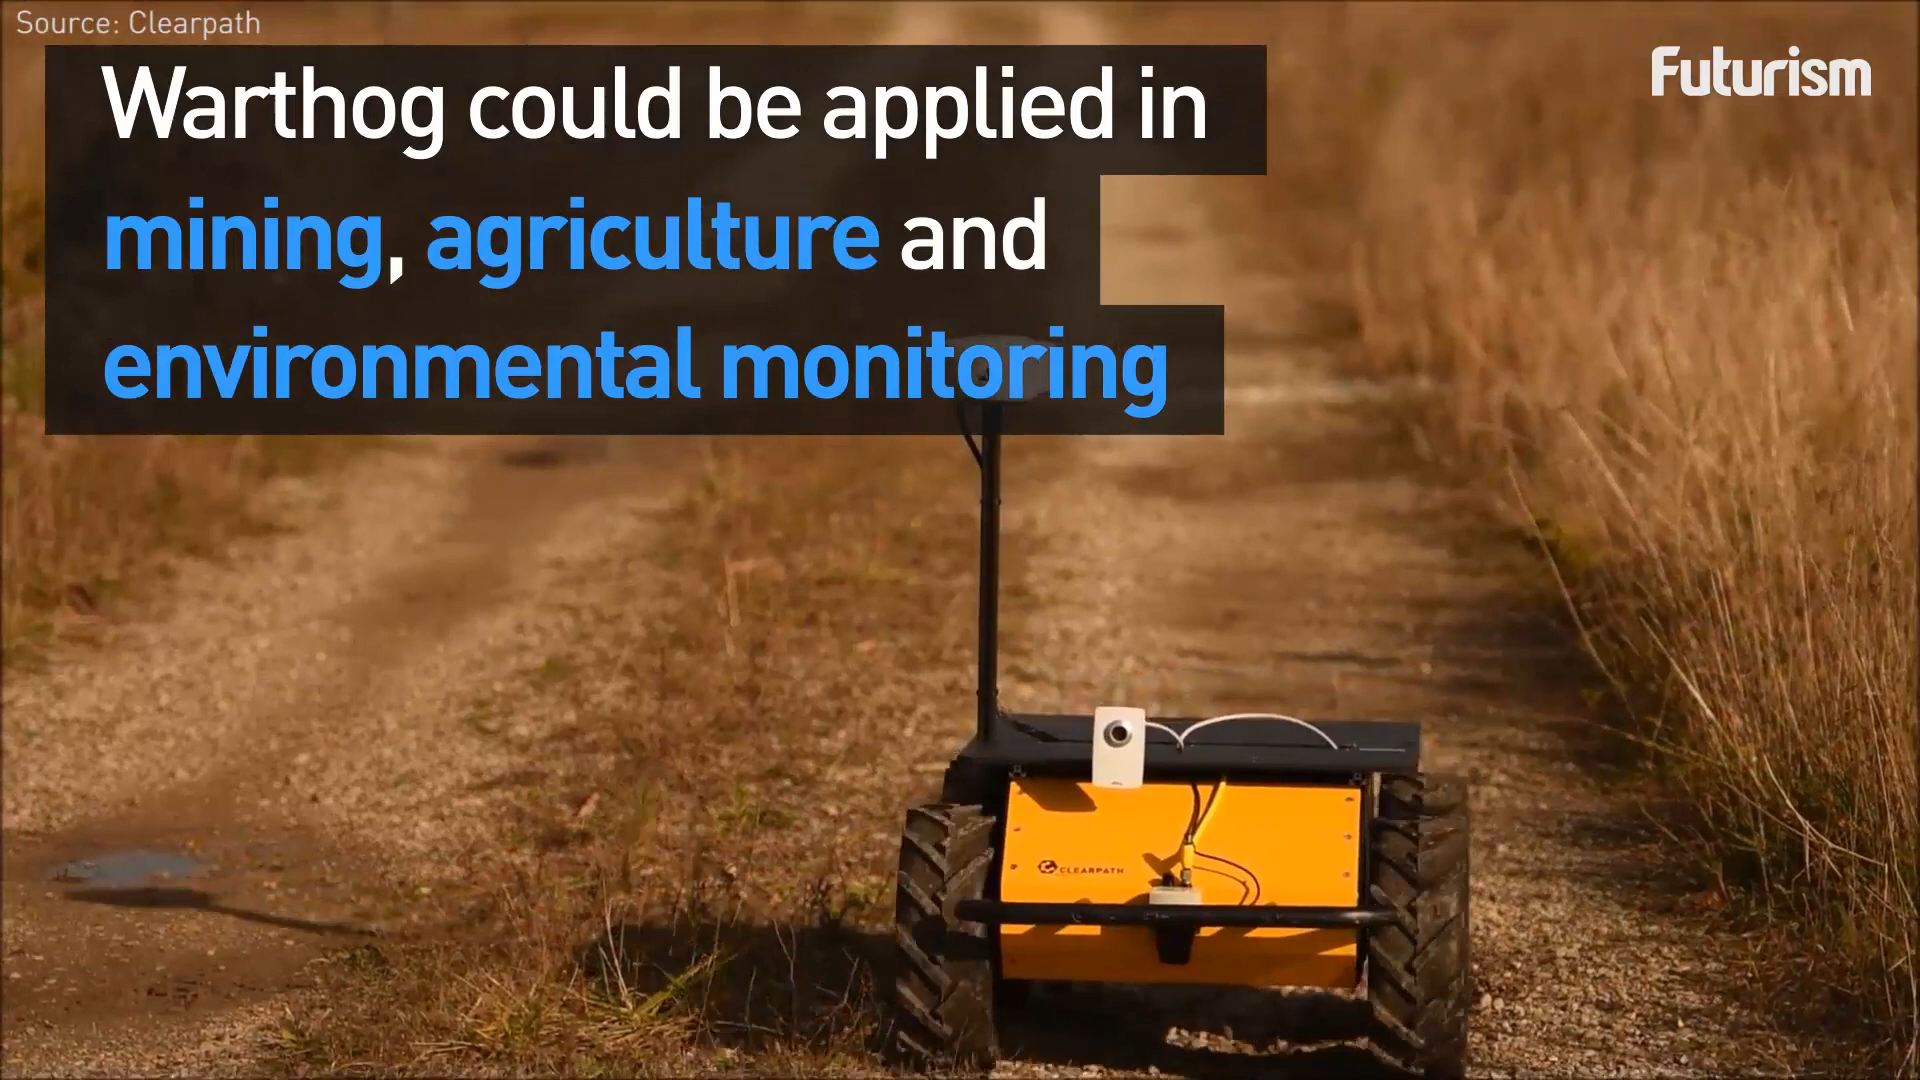 Source: Clearpath
Futurism
Warthog could be applied in
mining, agriculture and
environmental monitoring
CLEARPATH